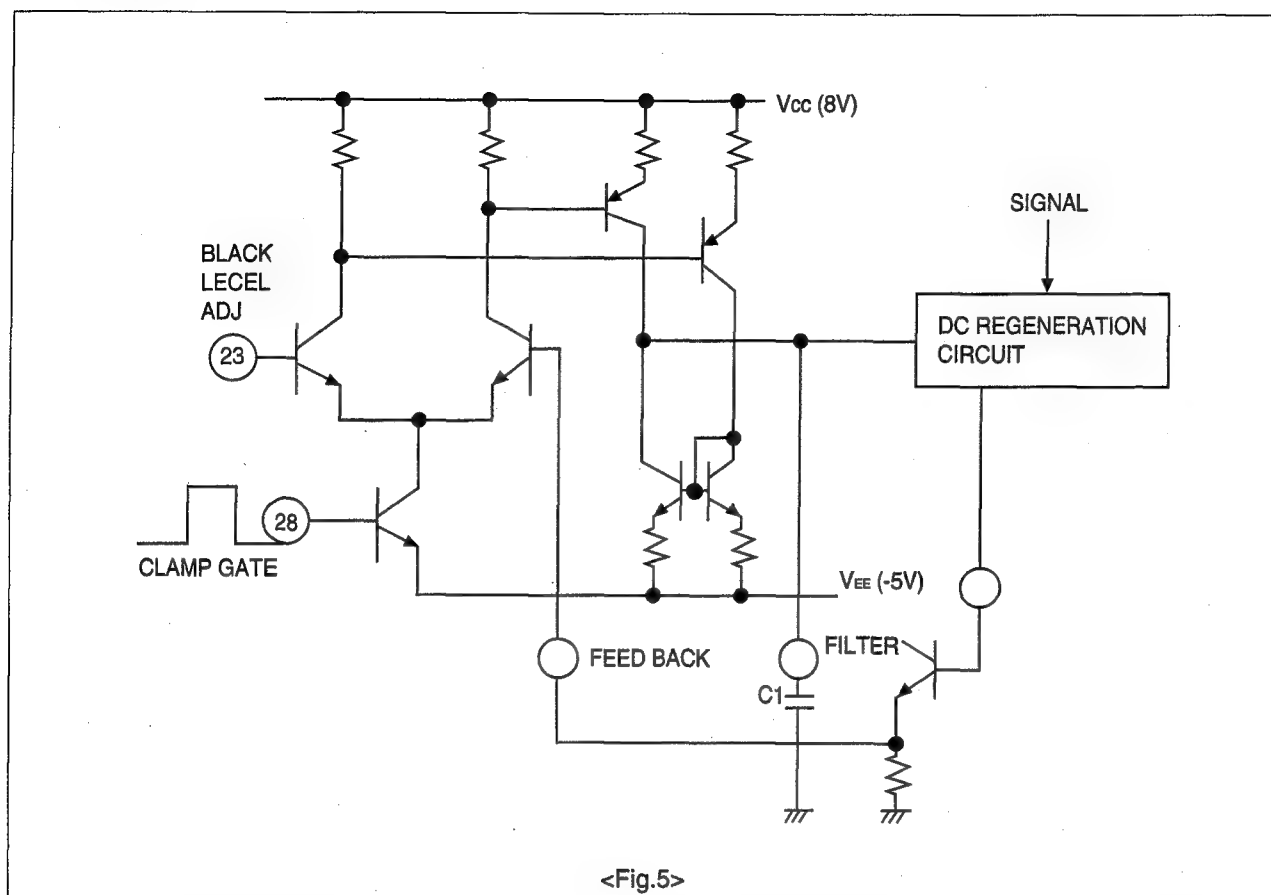 Vcc (8V)
SIGNAL
BLACK
LECEL
ADJ
DC REGENERATION
CIRCUIT
23
28
CLAMP GATE
VEE (-5V)
FEED BACK
FILTER
C1
<Fig.5>